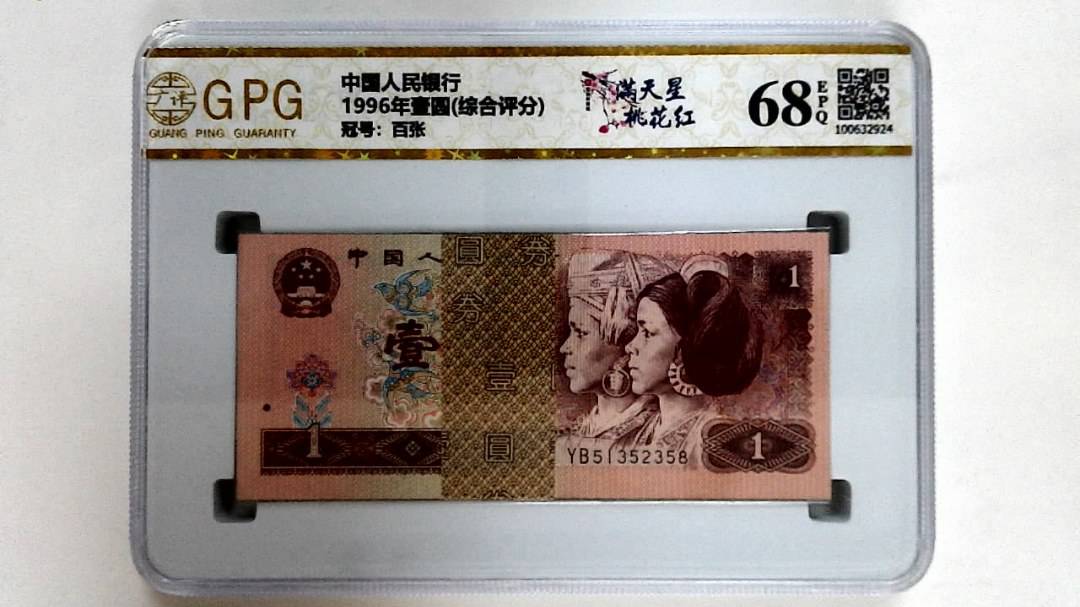 广评
GPG
GUANG PING GUARANTY
中国人民银行
1996年壹圆(综合评分)
冠号：百张
满天星
桃花红
68
EPQ
100632924
中国人
圆 券
1
券
壹
壹
圆
1
YB51352358
1